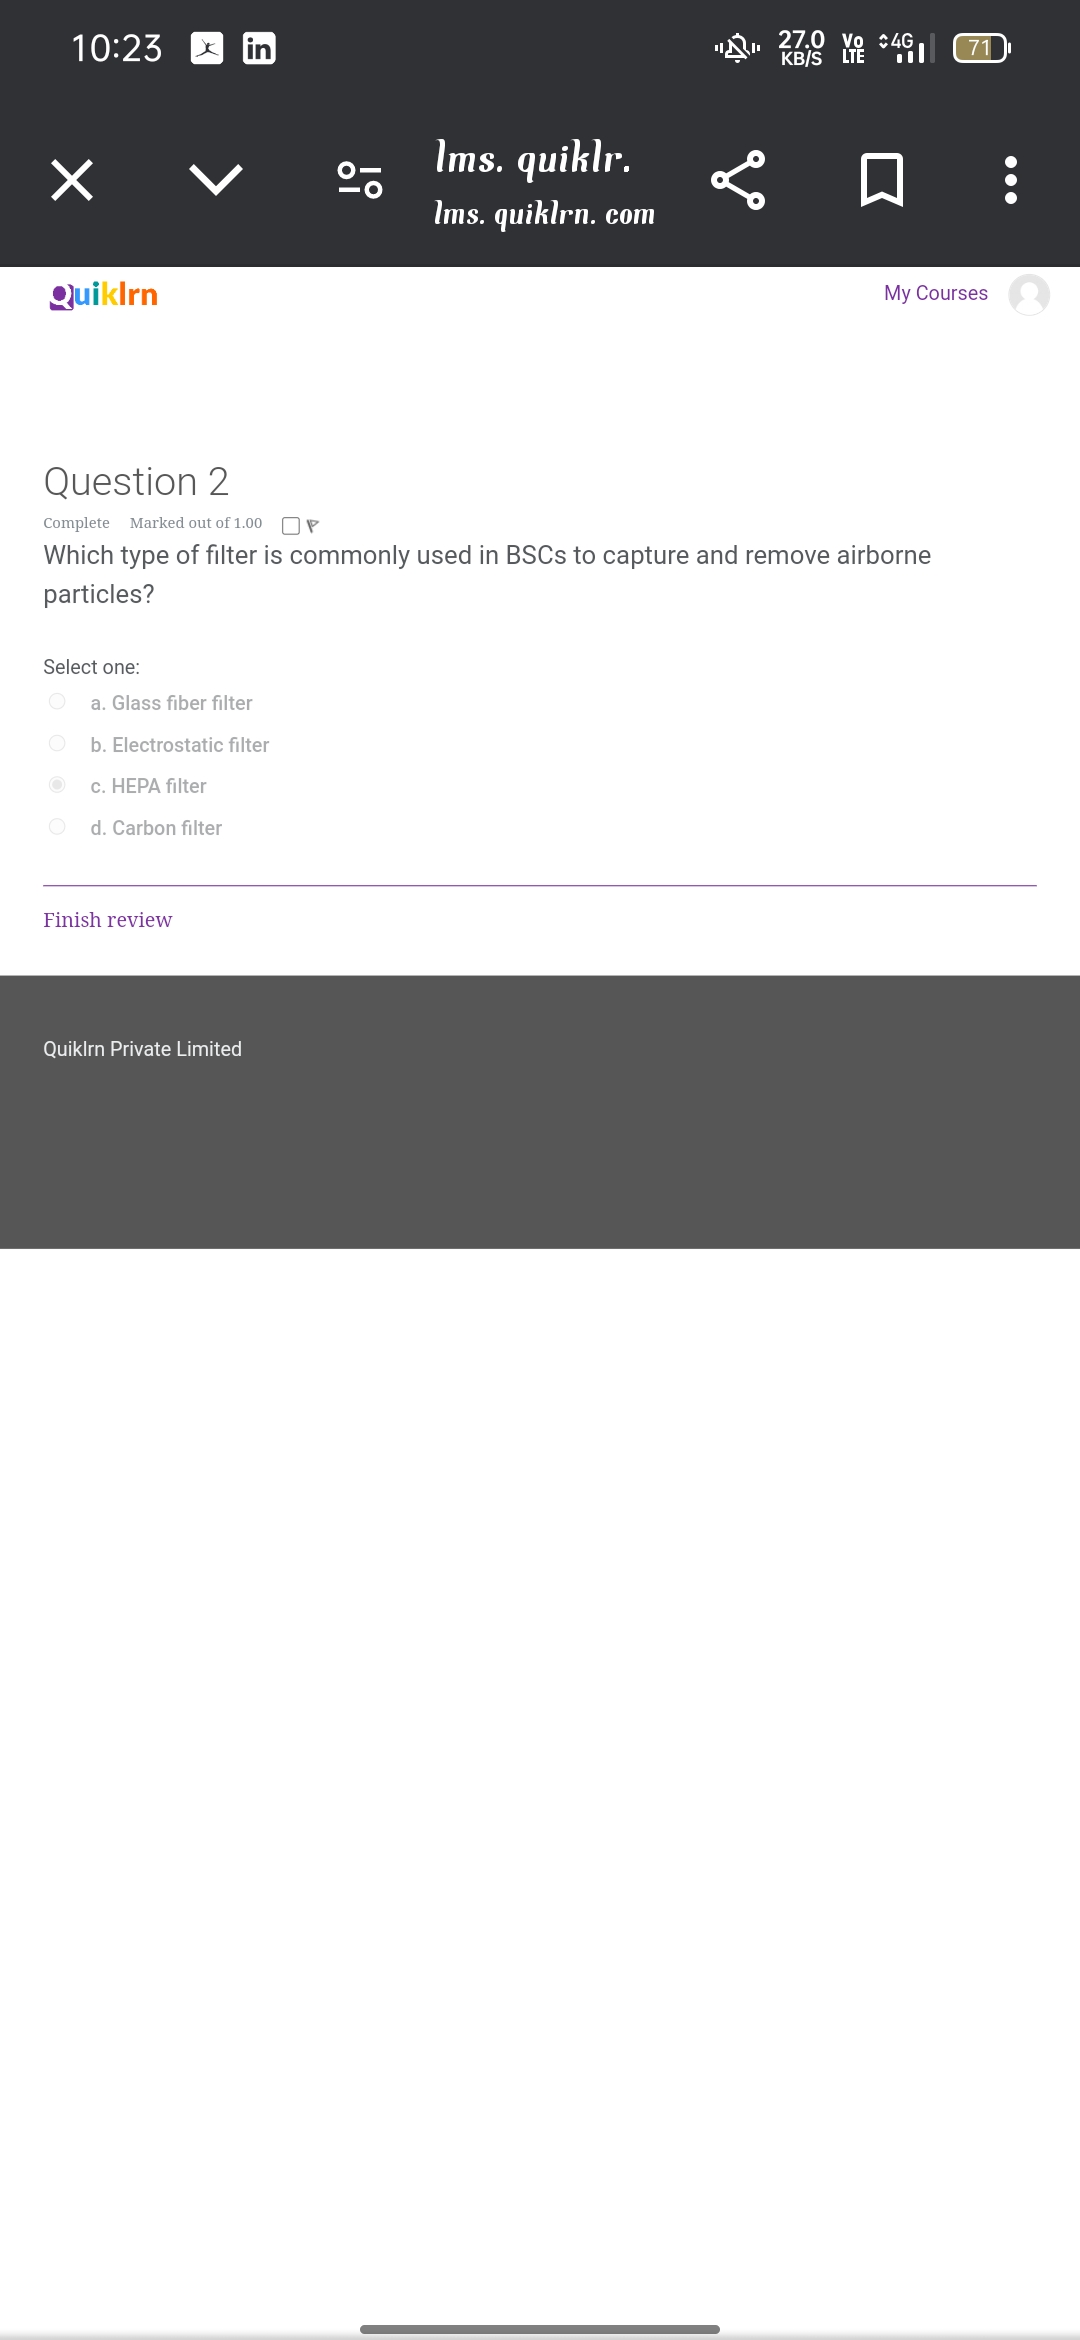 10:23 in 27.0 KB/S Vo LTE 4G 71
lms. quiklr.
lms. quiklrn. com
Quiklrn My Courses
Question 2
Complete Marked out of 1.00
Which type of filter is commonly used in BSCs to capture and remove airborne
particles?
Select one:
a. Glass fiber filter
b. Electrostatic filter
c. HEPA filter
d. Carbon filter
Finish review
Quiklrn Private Limited